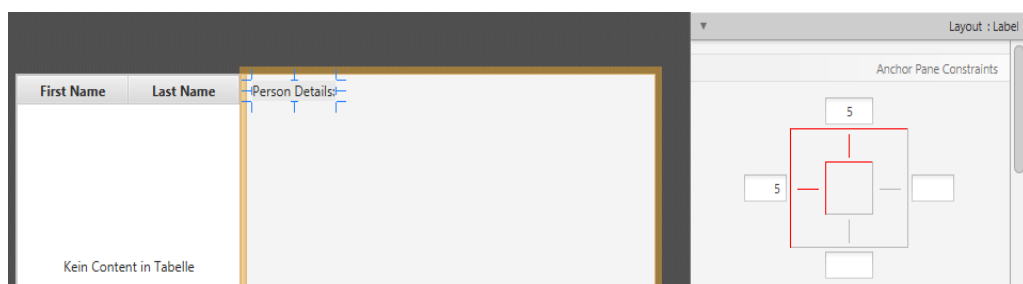 Layout : Label
Anchor Pane Constraints
First Name Last Name Person Details:
5
5
Kein Content in Tabelle